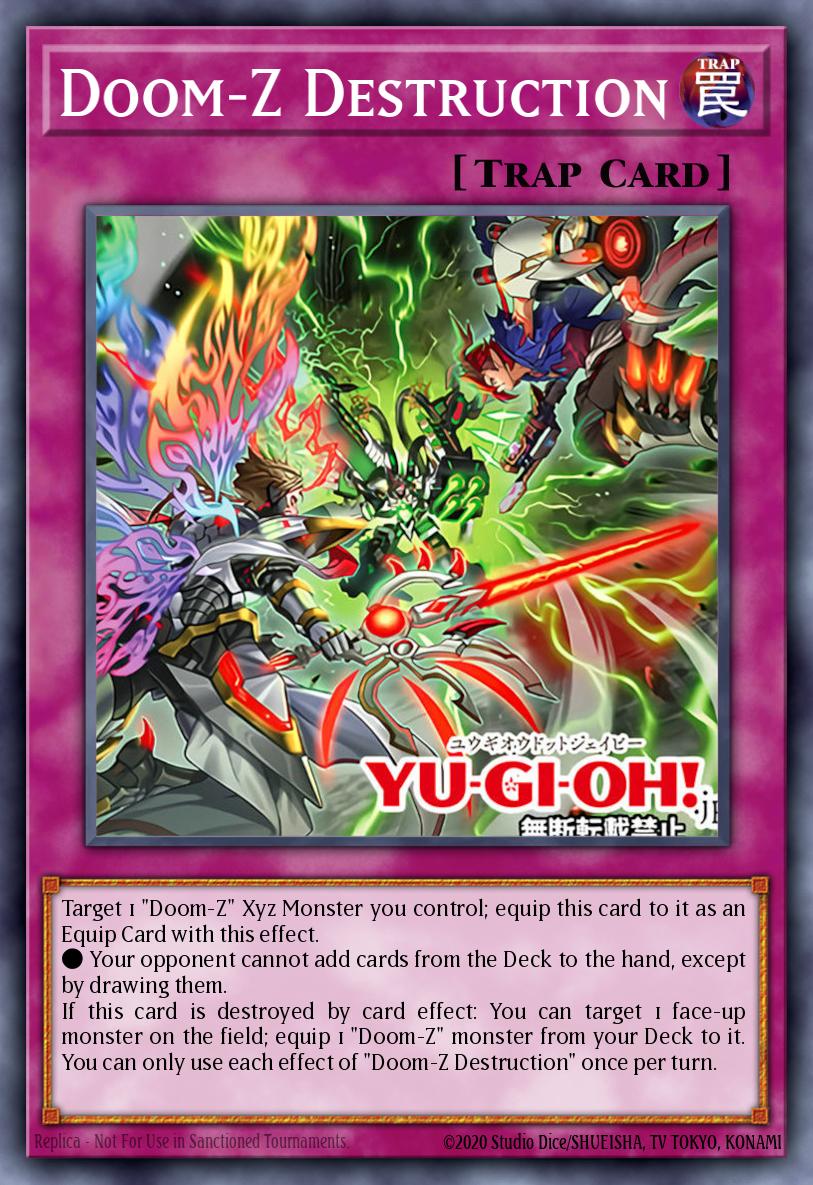 Doom-Z Destruction
TRAP
罠
[Trap Card]
ユウギオウドットジェイピー
YU-GI-OH!
.jp
無断転載禁止
Target 1 "Doom-Z" Xyz Monster you control; equip this card to it as an
Equip Card with this effect.
● Your opponent cannot add cards from the Deck to the hand, except
by drawing them.
If this card is destroyed by card effect: You can target 1 face-up
monster on the field; equip 1 "Doom-Z" monster from your Deck to it.
You can only use each effect of "Doom-Z Destruction" once per turn.
Replica - Not For Use in Sanctioned Tournaments.
©2020 Studio Dice/SHUEISHA, TV TOKYO, KONAMI